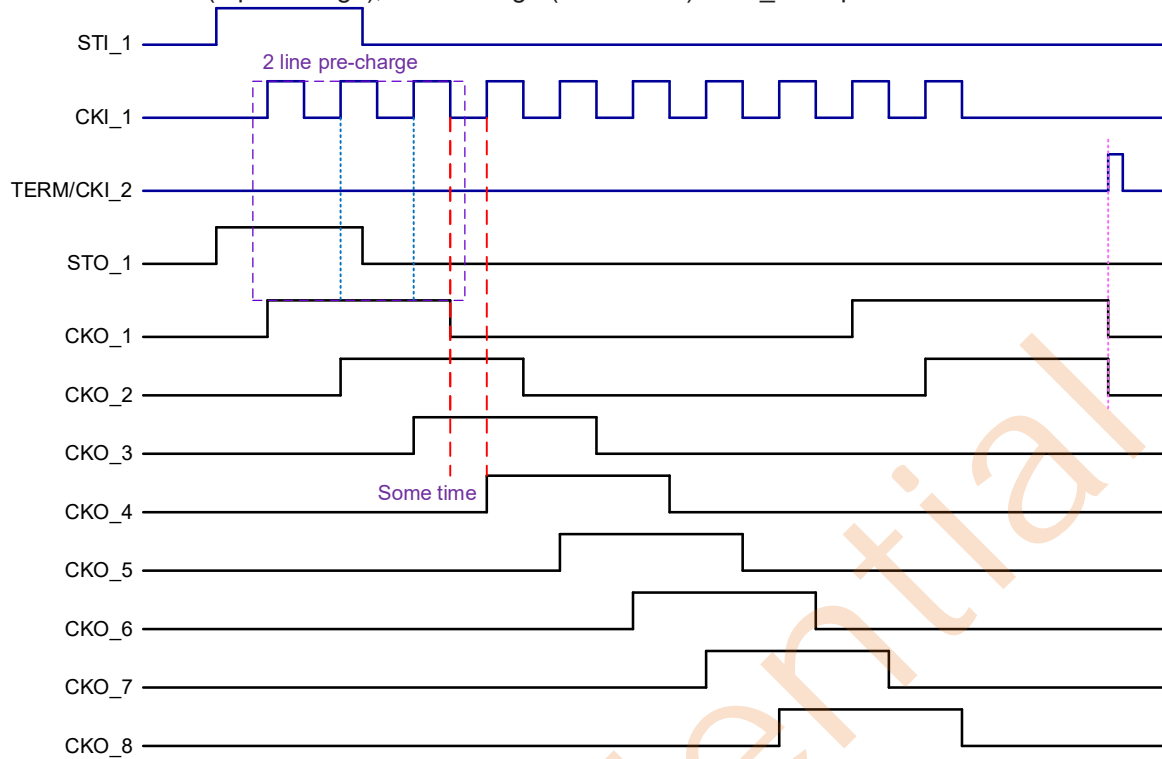 STI_1
2 line pre-charge
CKI_1
TERM/CKI_2
STO_1
CKO_1
CKO_2
CKO_3
Some time
CKO_4
CKO_5
CKO_6
CKO_7
CKO_8
ential